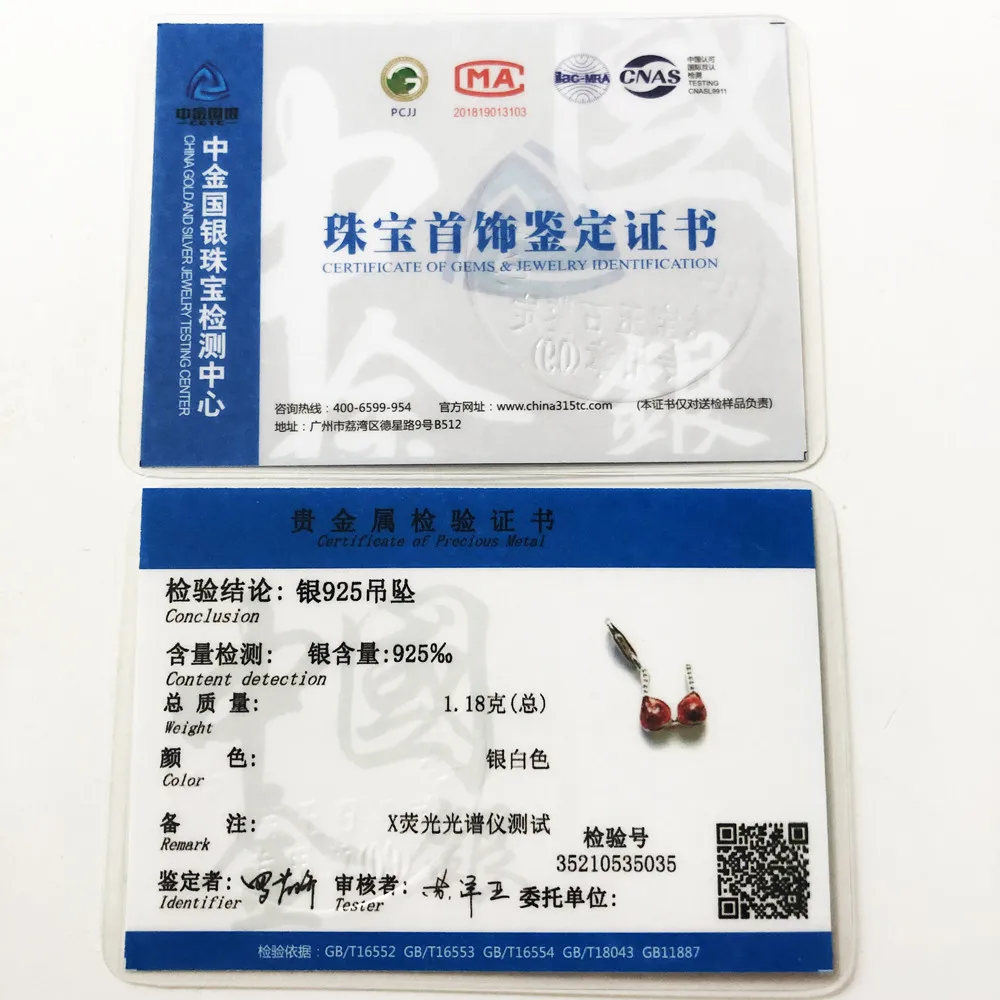 中金国银
CGTC
中金国银珠宝检测中心
CHINA GOLD AND SILVER JEWELRY TESTING CENTER
PCJJ
MA
201819013103
ilac-MRA
CNAS
中国认可
国际互认
检测
TESTING
CNASL9911
珠宝首饰鉴定证书
CERTIFICATE OF GEMS & JEWELRY IDENTIFICATION
咨询热线：400-6599-954 官方网址：www.china315tc.com (本证书仅对送检样品负责)
地址：广州市荔湾区德星路9号B512
贵金属检验证书
Certificate of Precious Metal
检验结论: 银925吊坠
Conclusion
含量检测: 银含量:925‰
Content detection
总 质 量: 1.18克(总)
Weight
颜 色: 银白色
Color
备 注: X荧光光谱仪测试
Remark
检验号
35210535035
鉴定者: 审核者: 委托单位:
Identifier Tester
检验依据：GB/T16552 GB/T16553 GB/T16554 GB/T18043 GB11887